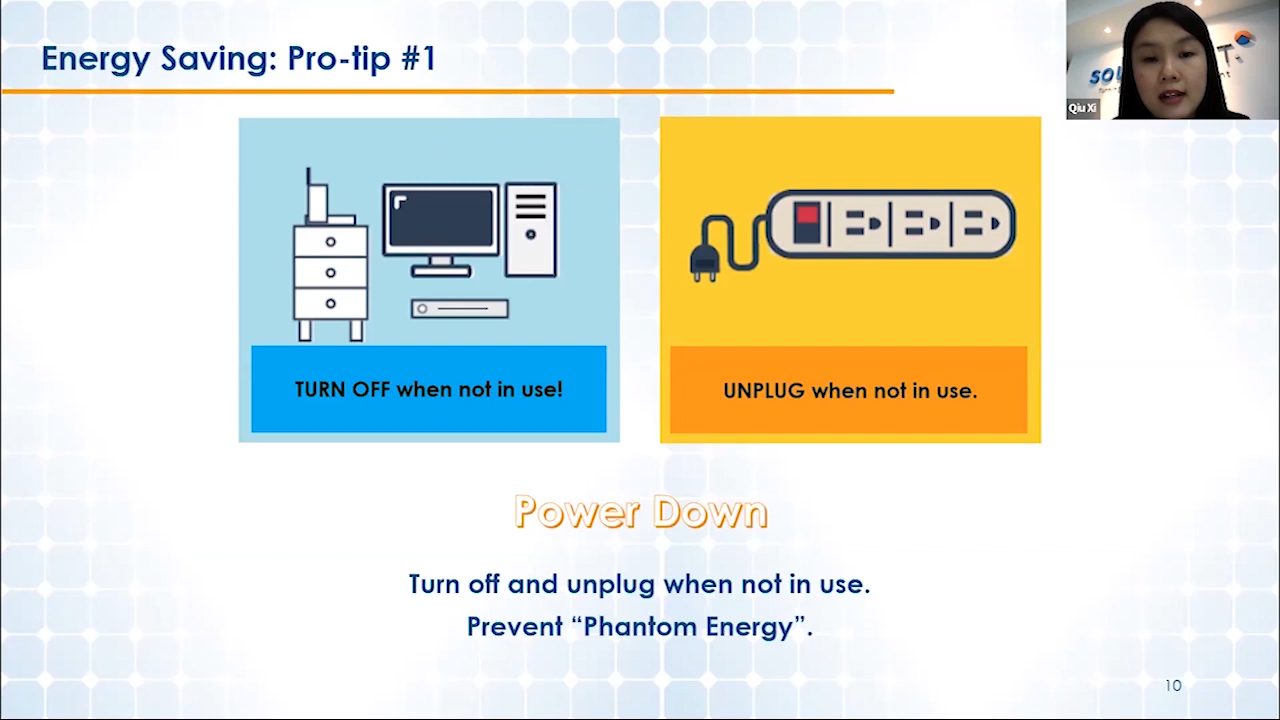 Energy Saving: Pro-tip #1
Qiu Xi
TURN OFF when not in use!
UNPLUG when not in use.
Power Down
Turn off and unplug when not in use.
Prevent “Phantom Energy”.
10